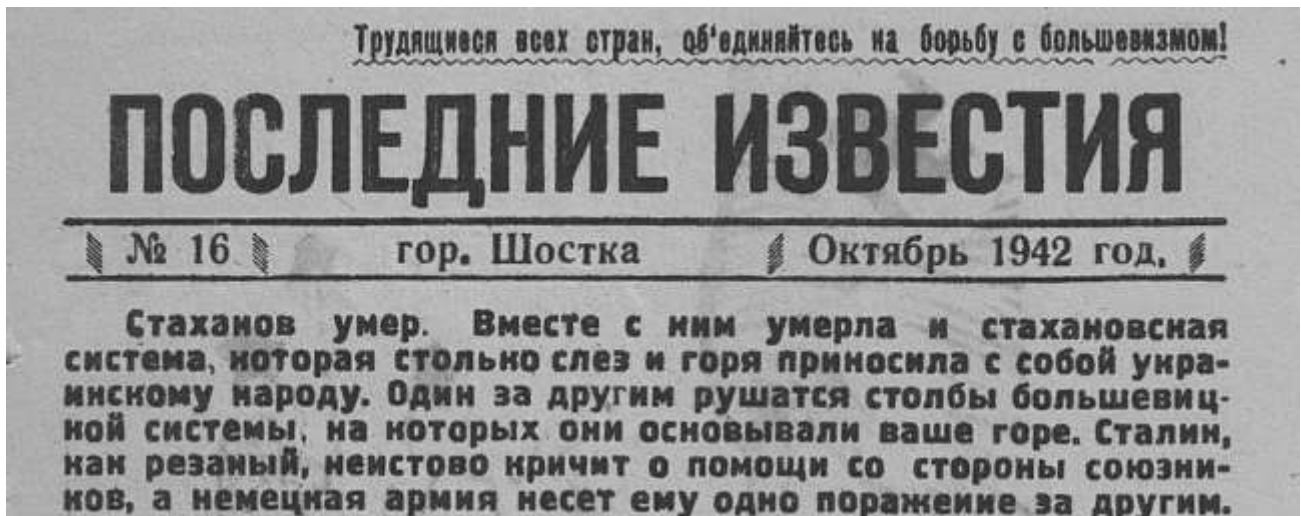 Трудящиеся всех стран, об‘единяйтесь на борьбу с большевизмом!
ПОСЛЕДНИЕ ИЗВЕСТИЯ
№ 16 гор. Шостка Октябрь 1942 год.
Стаханов умер. Вместе с ним умерла и стахановская
система, которая столько слез и горя приносила с собой укра-
инскому народу. Один за другим рушатся столбы большевиц-
кой системы, на которых они основывали ваше горе. Сталин,
как резаный, неистово кричит о помощи со стороны союзни-
ков, а немецкая армия несет ему одно поражение за другим.